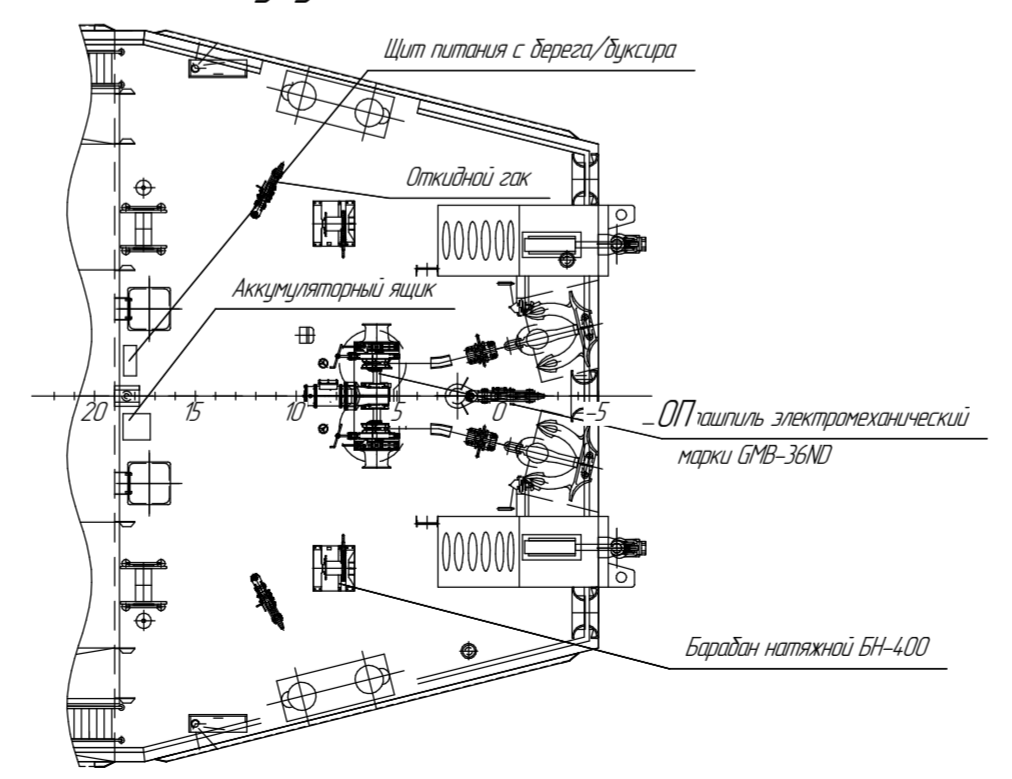 Щит питания с берега/буксира
Откидной гак
Аккумуляторный ящик
20 15 10 5 0 -5
ОП
ашпиль электромеханический
марки GMB-36ND
Барабан натяжной БН-400